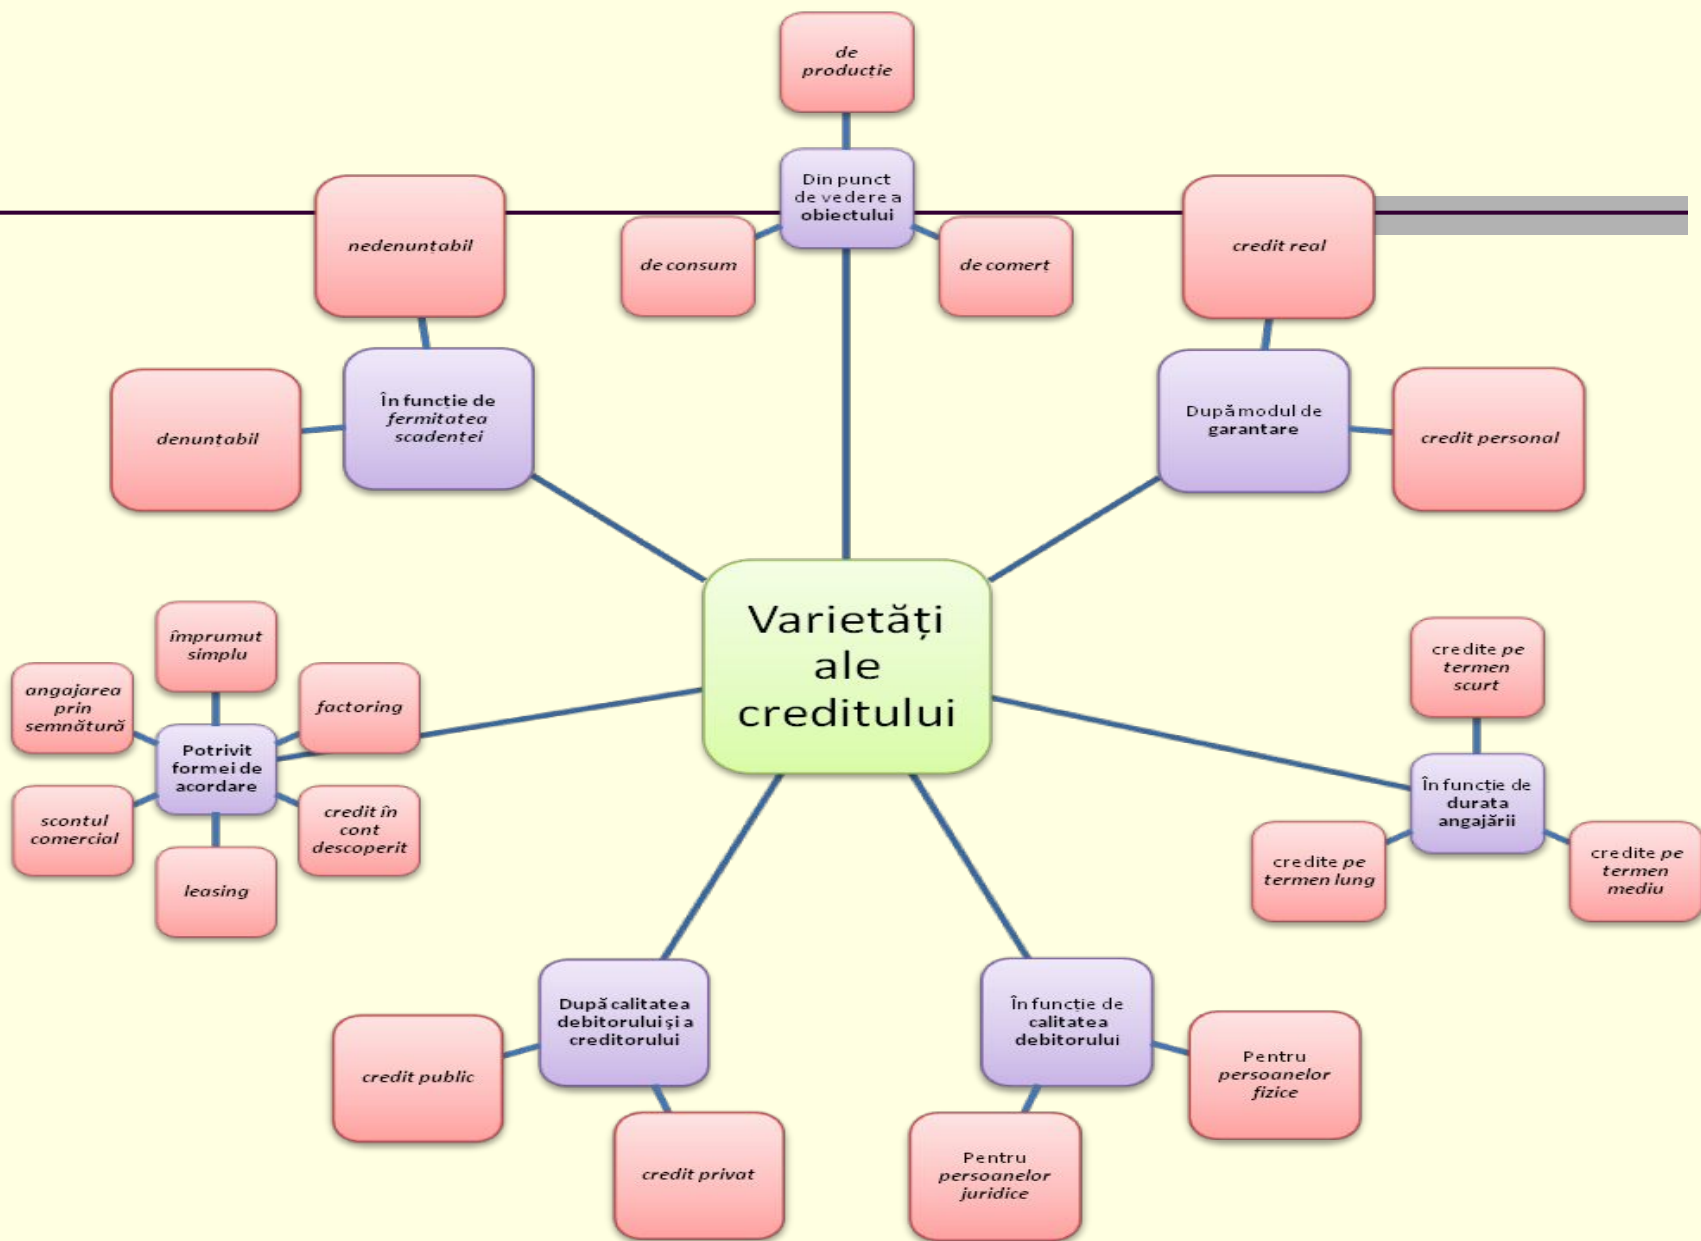 de
producție
Din punct
de vedere a
obiectului
de consum
de comerț
nedenunțabil
denunțabil
În funcție de
fermitatea
scadenței
credit real
După modul de
garantare
credit personal
Varietăți
ale
creditului
împrumut
simplu
angajarea
prin
semnătură
factoring
Potrivit
formei de
acordare
scontul
comercial
credit în
cont
descoperit
leasing
credite pe
termen
scurt
În funcție de
durata
angajării
credite pe
termen lung
credite pe
termen
mediu
După calitatea
debitorului și a
creditorului
credit public
credit privat
În funcție de
calitatea
debitorului
Pentru
persoanelor
fizice
Pentru
persoanelor
juridice